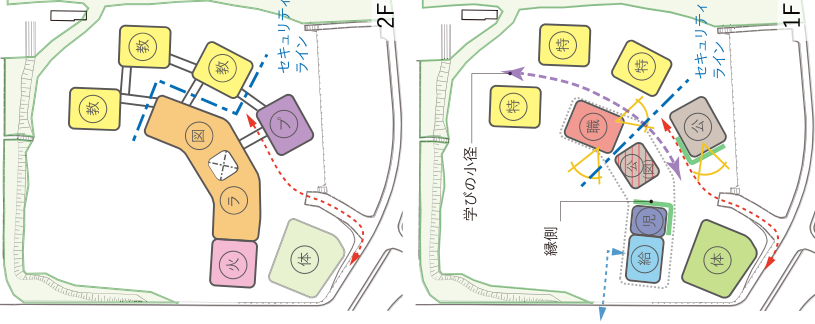 2F
セキュリティ
ライン
教
教
教
図
プ
ラ
火
体
1F
セキュリティ
ライン
特
特
特
職
公
公
図
学びの小径
縁側
児
給
体